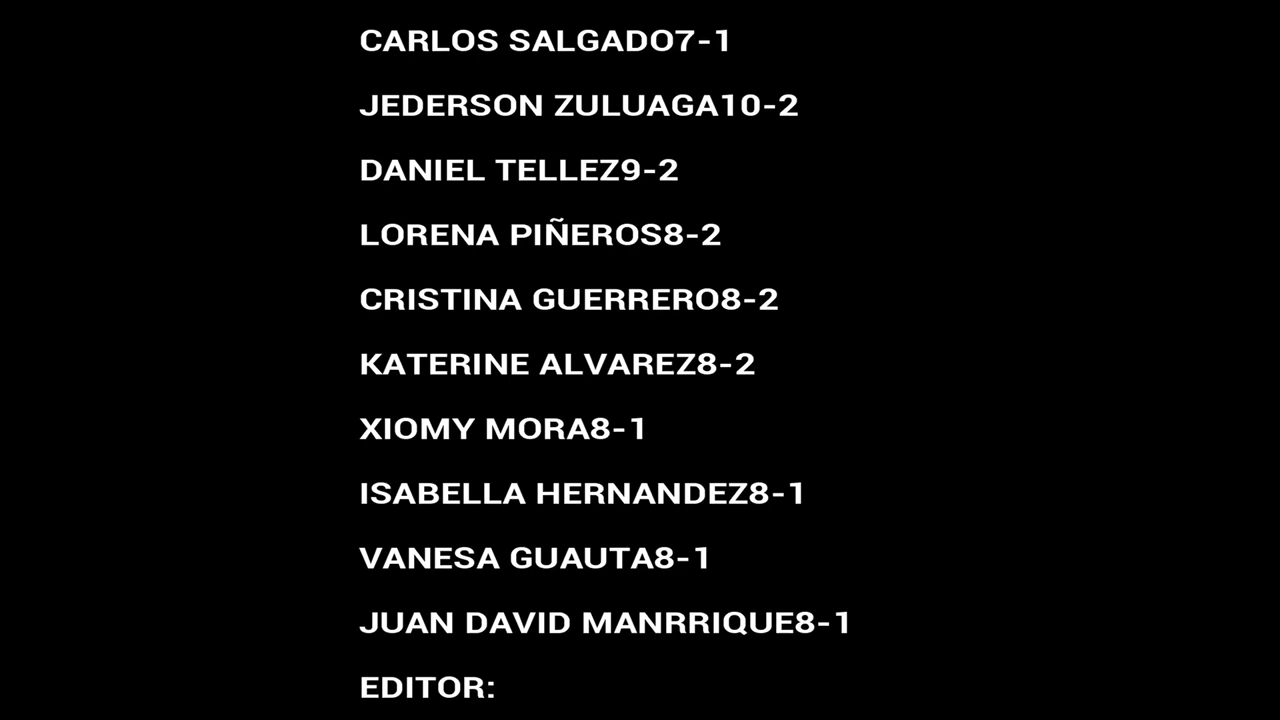 CARLOS SALGADO7-1
JEDERSON ZULUAGA10-2
DANIEL TELLEZ9-2
LORENA PIÑEROS8-2
CRISTINA GUERRERO8-2
KATERINE ALVAREZ8-2
XIOMY MORA8-1
ISABELLA HERNANDEZ8-1
VANESA GUAUTA8-1
JUAN DAVID MANRRIQUE8-1
EDITOR: